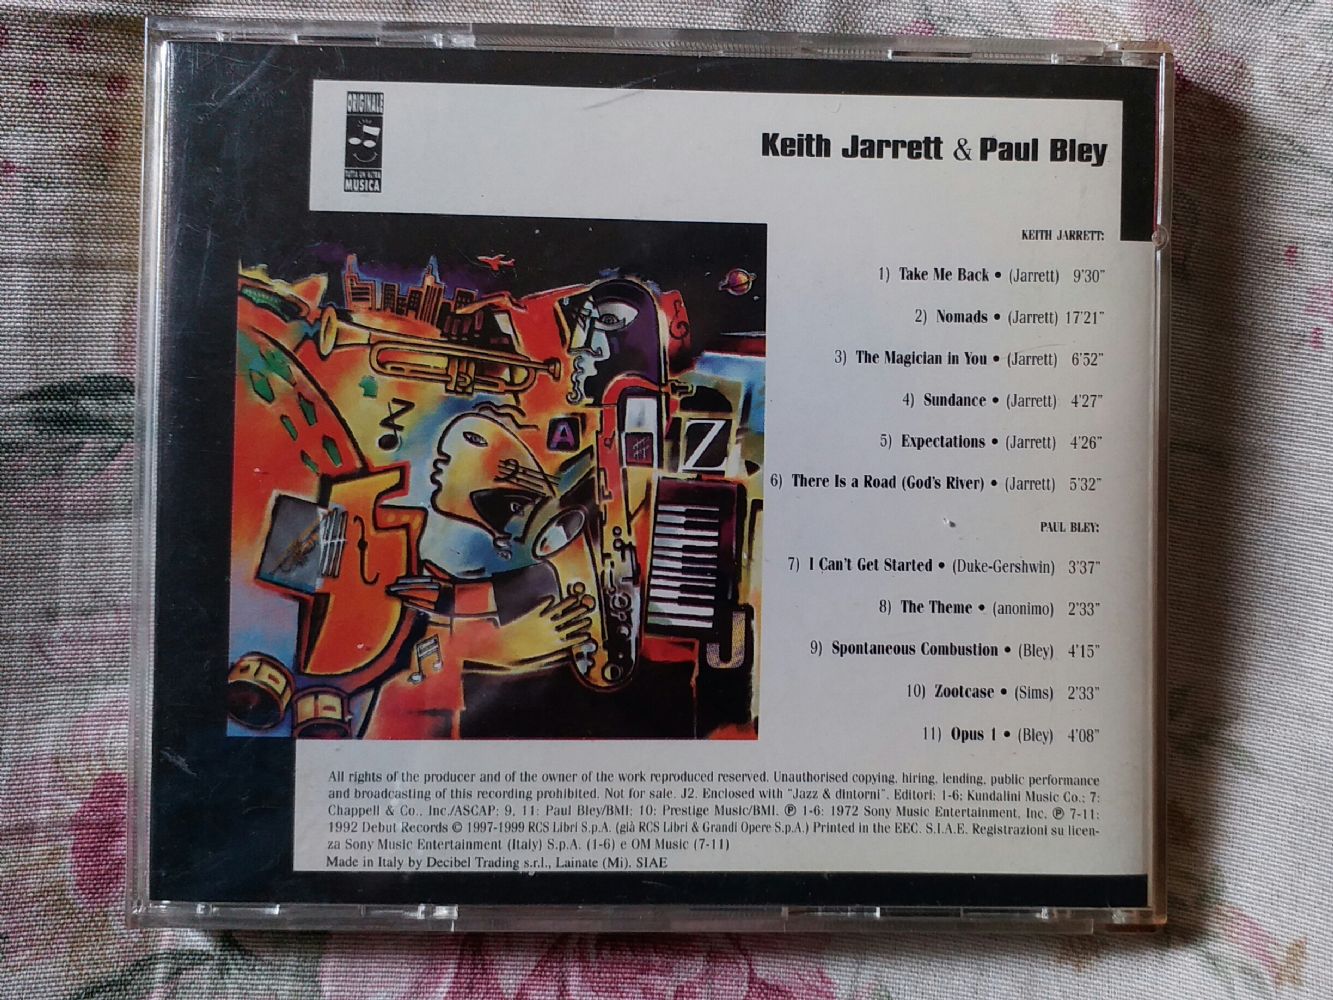 ORIGINALE
TUTTA UN'ALTRA
MUSICA
Keith Jarrett & Paul Bley
KEITH JARRETT:
1) Take Me Back • (Jarrett) 9'30"
2) Nomads • (Jarrett) 17'21"
3) The Magician in You • (Jarrett) 6'52"
4) Sundance • (Jarrett) 4'27"
5) Expectations • (Jarrett) 4'26"
6) There Is a Road (God's River) • (Jarrett) 5'32"
PAUL BLEY:
7) I Can't Get Started • (Duke-Gershwin) 3'37"
8) The Theme • (anonimo) 2'33"
9) Spontaneous Combustion • (Bley) 4'15"
10) Zootcase • (Sims) 2'33"
11) Opus 1 • (Bley) 4'08"
A
Z
J
All rights of the producer and of the owner of the work reproduced reserved. Unauthorised copying, hiring, lending, public performance
and broadcasting of this recording prohibited. Not for sale. J2. Enclosed with "Jazz & dintorni". Editori: 1-6: Kundalini Music Co.; 7:
Chappell & Co., Inc./ASCAP; 9, 11: Paul Bley/BMI; 10: Prestige Music/BMI. ℗ 1-6: 1972 Sony Music Entertainment, Inc. ℗ 7-11:
1992 Debut Records © 1997-1999 RCS Libri S.p.A. (già RCS Libri & Grandi Opere S.p.A.) Printed in the EEC. S.I.A.E. Registrazioni su licen-
za Sony Music Entertainment (Italy) S.p.A. (1-6) e OM Music (7-11)
Made in Italy by Decibel Trading s.r.l., Lainate (Mi). SIAE